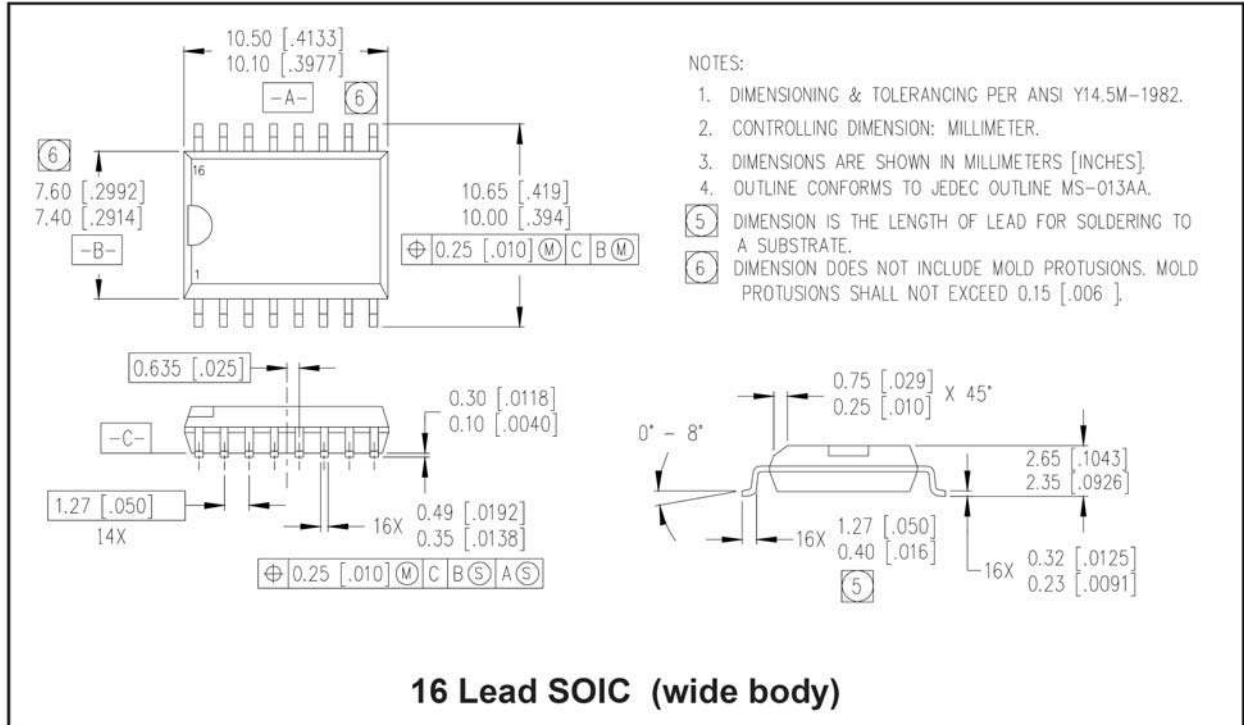 10.50 [.4133]
10.10 [.3977]
-A- 6
6
7.60 [.2992]
7.40 [.2914]
-B-
16
1
10.65 [.419]
10.00 [.394]
⌖ 0.25 [.010] Ⓜ C B Ⓜ
NOTES:
1. DIMENSIONING & TOLERANCING PER ANSI Y14.5M-1982.
2. CONTROLLING DIMENSION: MILLIMETER.
3. DIMENSIONS ARE SHOWN IN MILLIMETERS [INCHES].
4. OUTLINE CONFORMS TO JEDEC OUTLINE MS-013AA.
5 DIMENSION IS THE LENGTH OF LEAD FOR SOLDERING TO
A SUBSTRATE.
6 DIMENSION DOES NOT INCLUDE MOLD PROTUSIONS. MOLD
PROTUSIONS SHALL NOT EXCEED 0.15 [.006 ].
0.635 [.025]
-C-
0.30 [.0118]
0.10 [.0040]
1.27 [.050]
14X
16X 0.49 [.0192]
0.35 [.0138]
⌖ 0.25 [.010] Ⓜ C B Ⓢ A Ⓢ
0.75 [.029]
0.25 [.010] X 45°
0° - 8°
2.65 [.1043]
2.35 [.0926]
16X 1.27 [.050]
0.40 [.016]
5
16X 0.32 [.0125]
0.23 [.0091]
16 Lead SOIC (wide body)